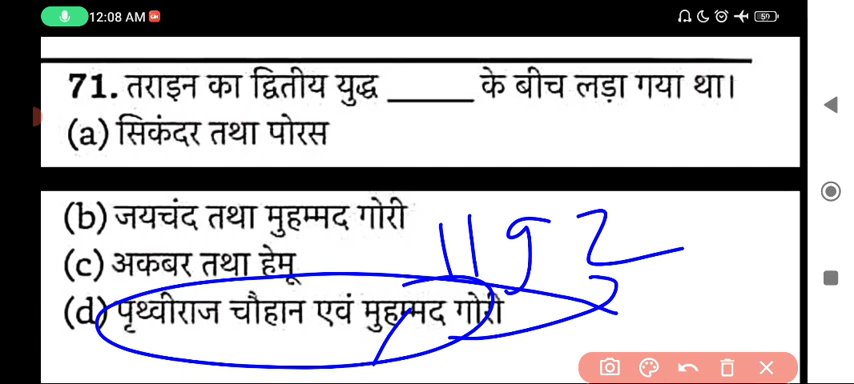 12:08 AM
59
71. तराइन का द्वितीय युद्ध _____ के बीच लड़ा गया था।
(a) सिकंदर तथा पोरस
(b) जयचंद तथा मुहम्मद गोरी
1192
(c) अकबर तथा हेमू
(d) पृथ्वीराज चौहान एवं मुहम्मद गोरी